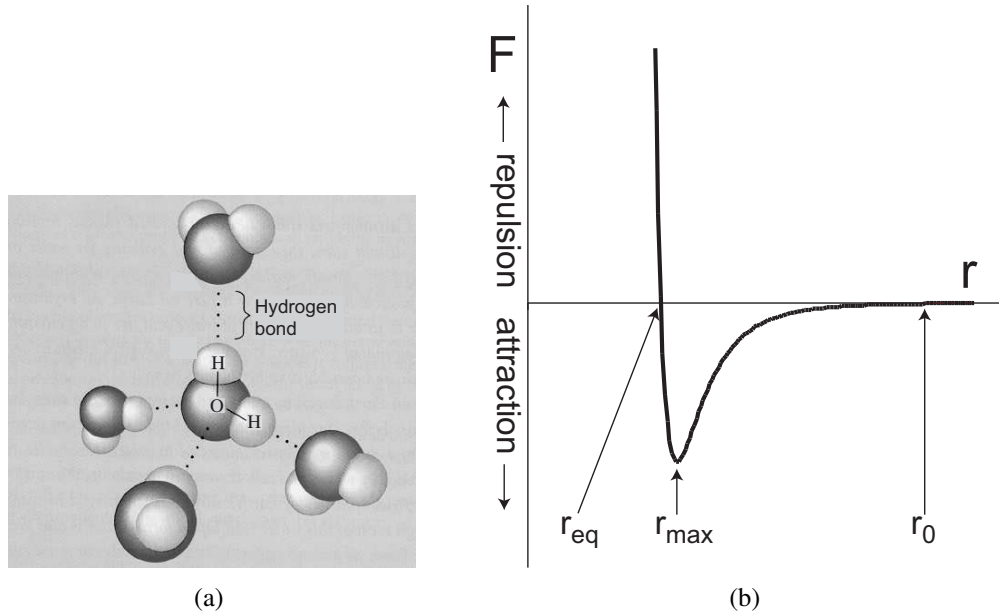 Hydrogen
bond
H
O
H
(a)
F
← attraction repulsion →
r
r_eq
r_max
r_0
(b)